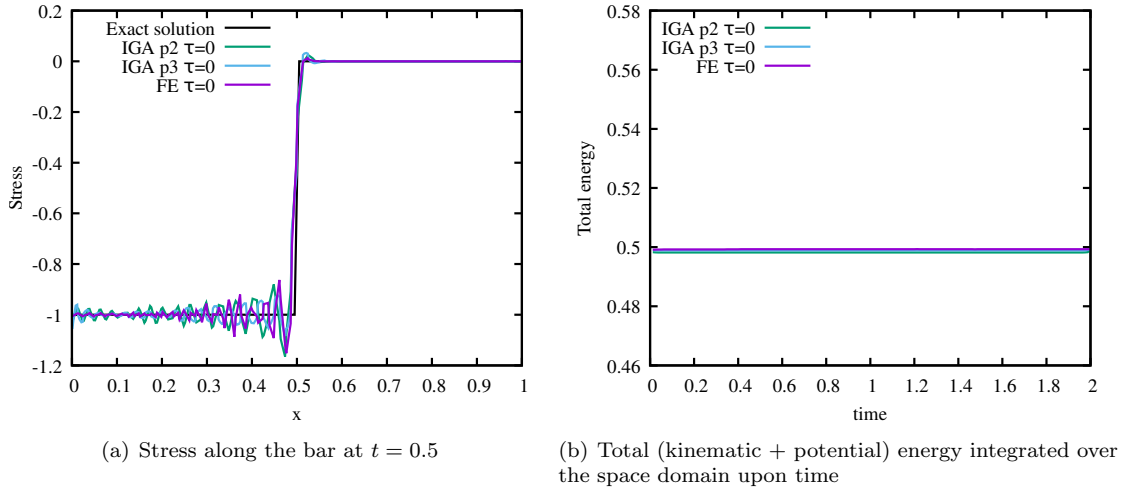 Exact solution
IGA p2 τ=0
IGA p3 τ=0
FE τ=0
0.2
0
-0.2
-0.4
-0.6
-0.8
-1
-1.2
Stress
0 0.1 0.2 0.3 0.4 0.5 0.6 0.7 0.8 0.9 1
x
(a) Stress along the bar at t = 0.5
IGA p2 τ=0
IGA p3 τ=0
FE τ=0
0.58
0.56
0.54
0.52
0.5
0.48
0.46
Total energy
0 0.2 0.4 0.6 0.8 1 1.2 1.4 1.6 1.8 2
time
(b) Total (kinematic + potential) energy integrated over
the space domain upon time